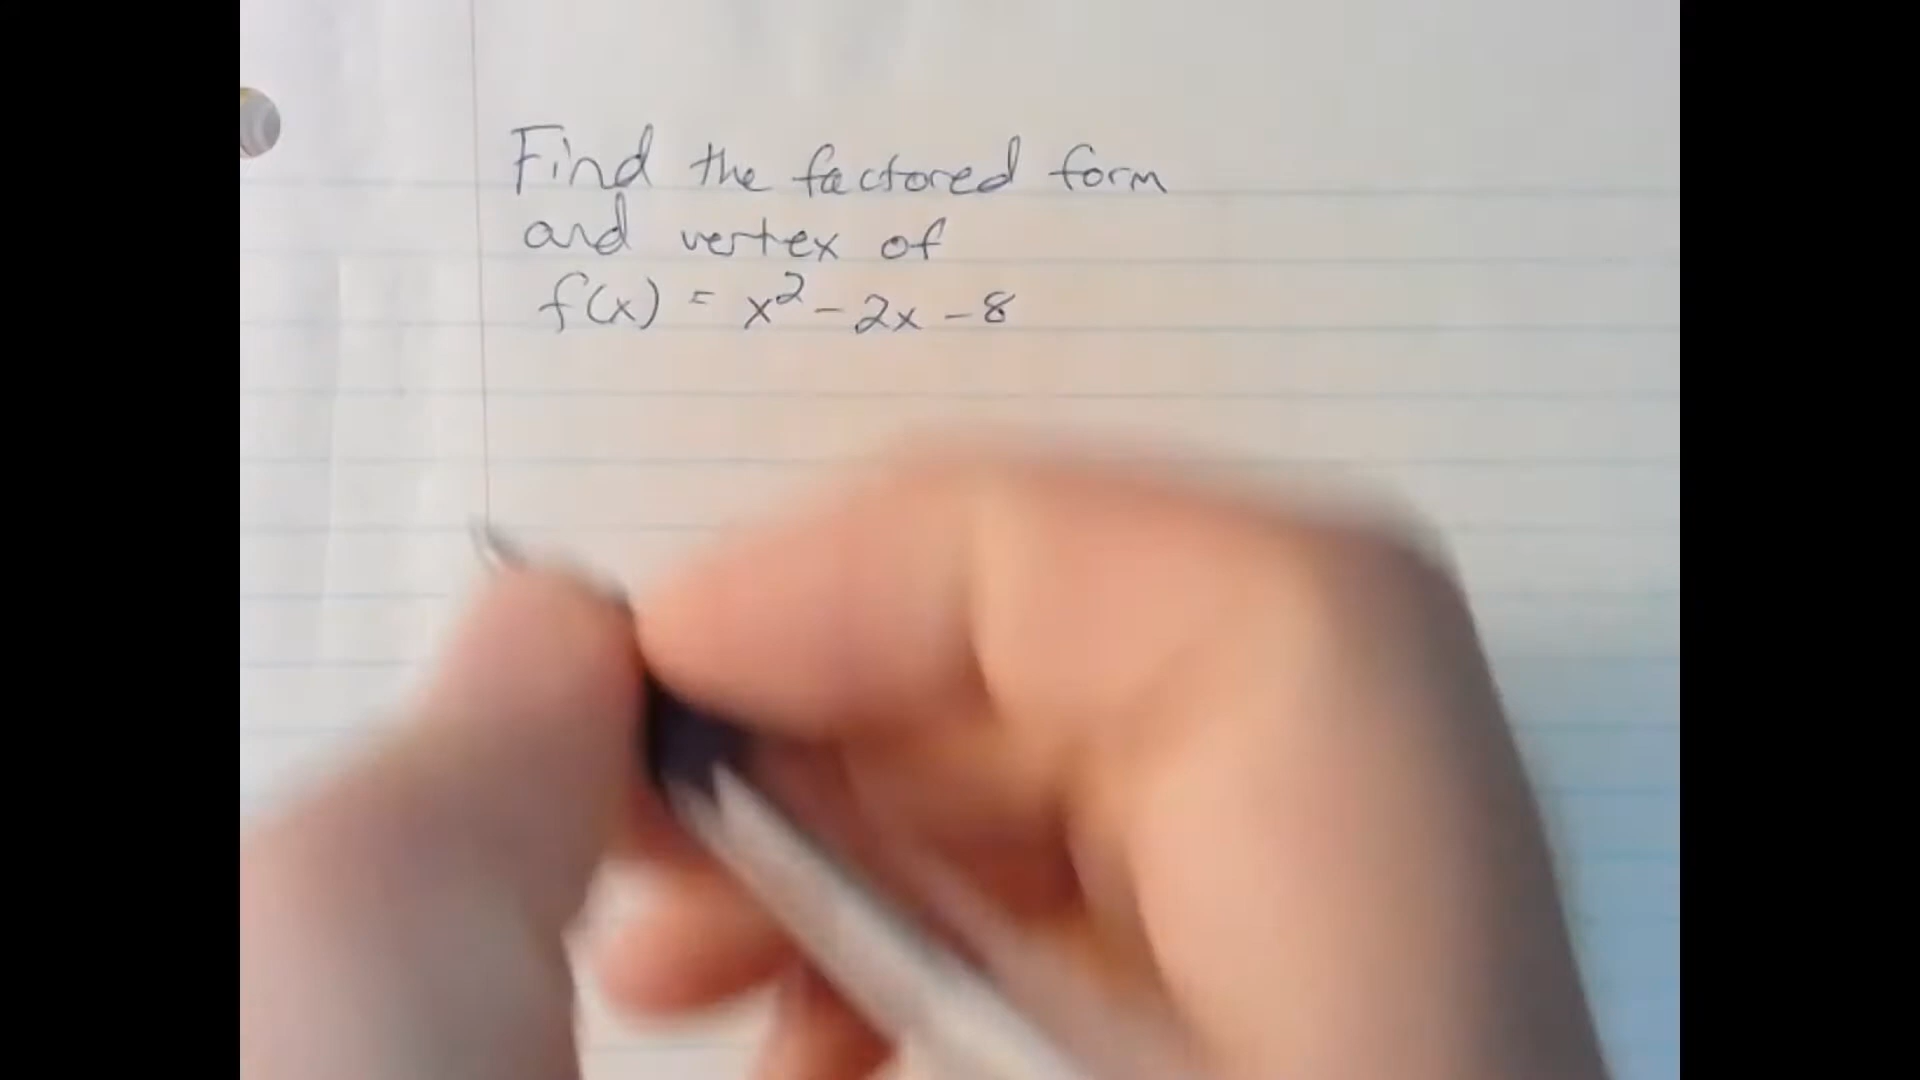 Find the factored form
and vertex of
f(x) = x² - 2x - 8